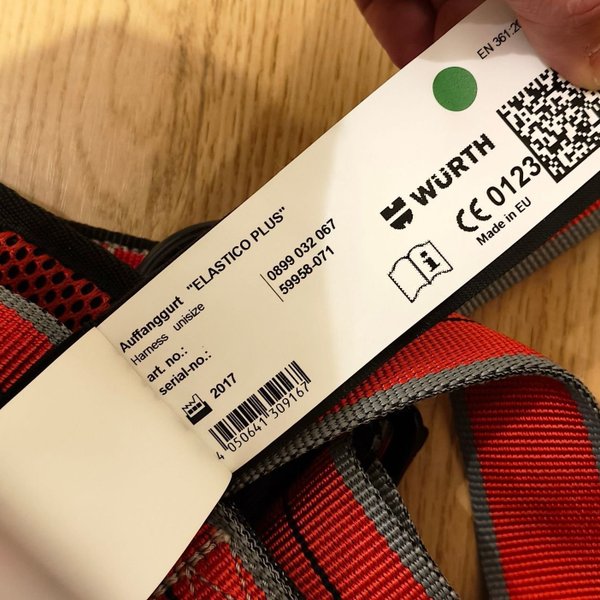 EN 361:20
WÜRTH
CE 0123
Made in EU
Auffanggurt "ELASTICO PLUS"
Harness unisize
art. no.: 0899 032 067
serial-no.: 59958-071
2017
4 050641 309167